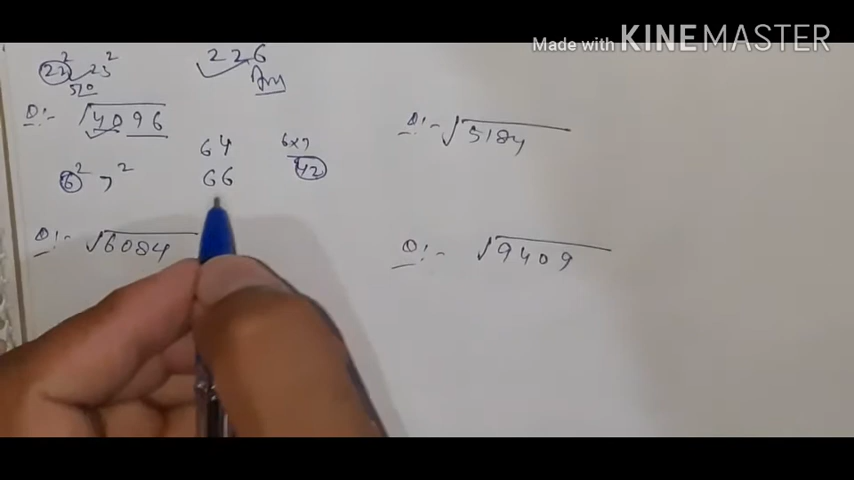 Made with KINEMASTER
22² 23²
520
226
Ans
Q:- √4096
6² 7²
64
66
6×7
42
Q:- √5184
Q:- √6084
Q:- √9409